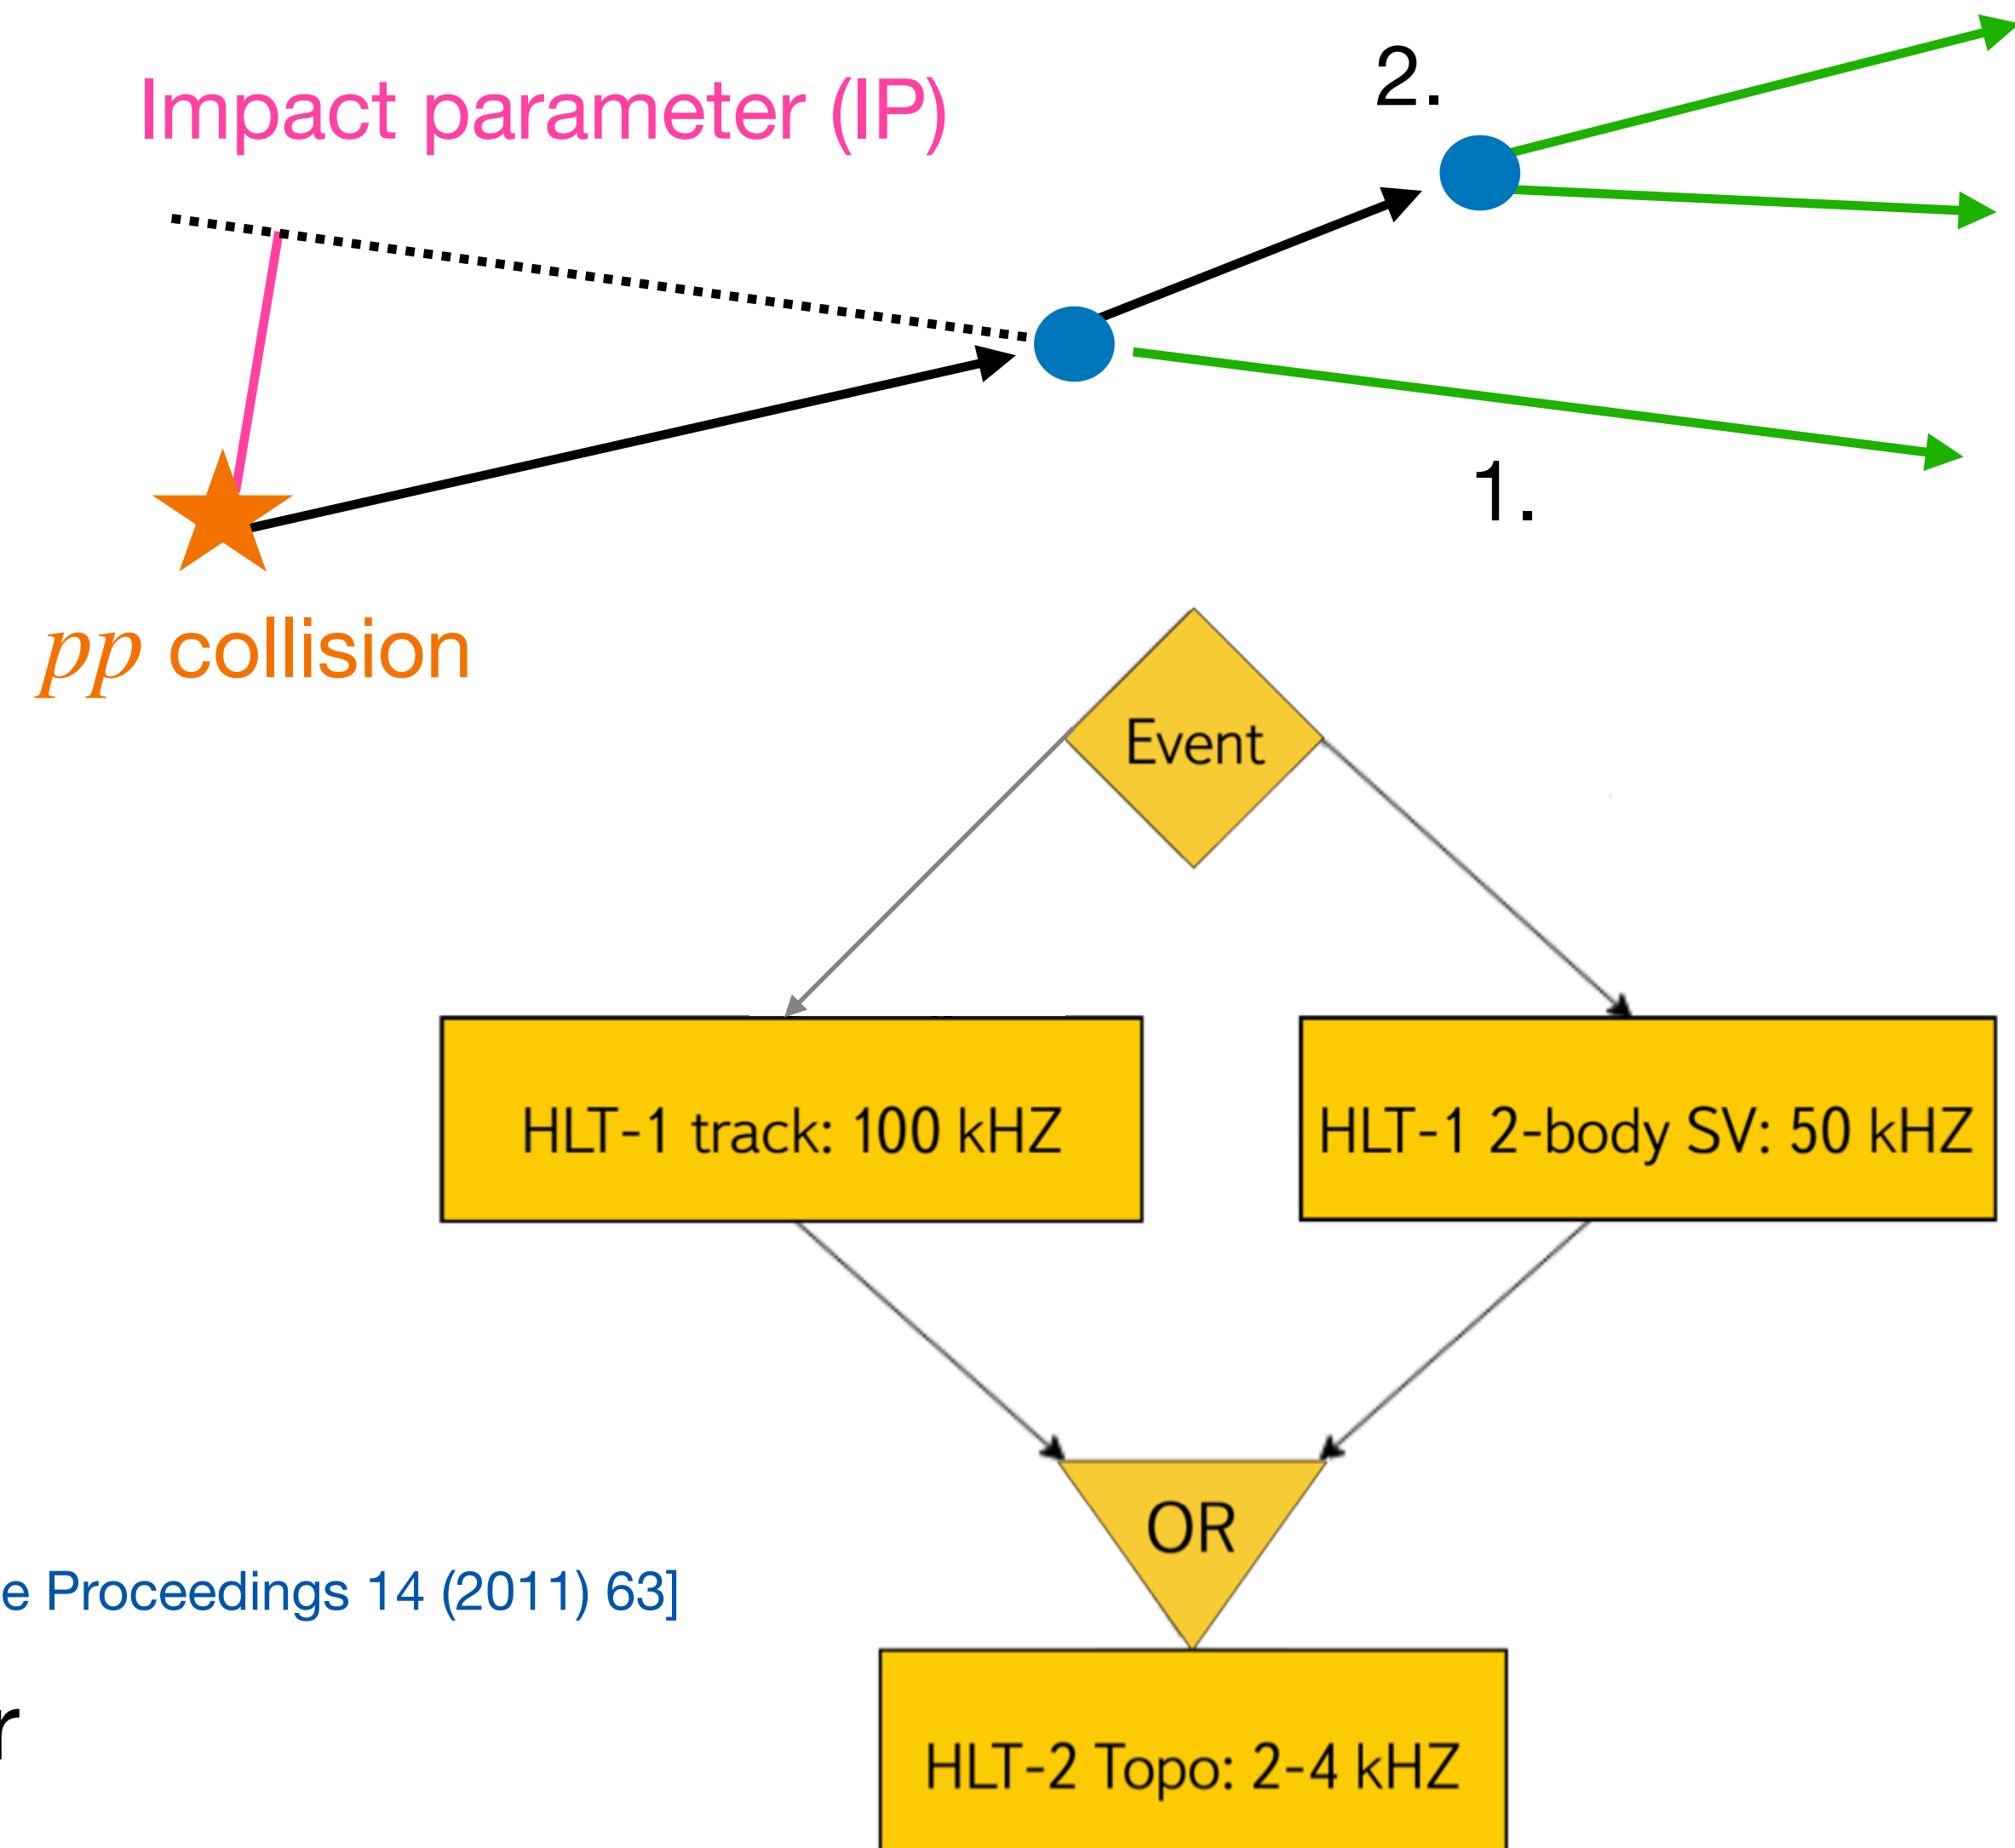 2.
Impact parameter (IP)
1.
pp collision
Event
HLT-1 track: 100 kHZ
HLT-1 2-body SV: 50 kHZ
OR
e Proceedings 14 (2011) 63]
r
HLT-2 Topo: 2-4 kHZ